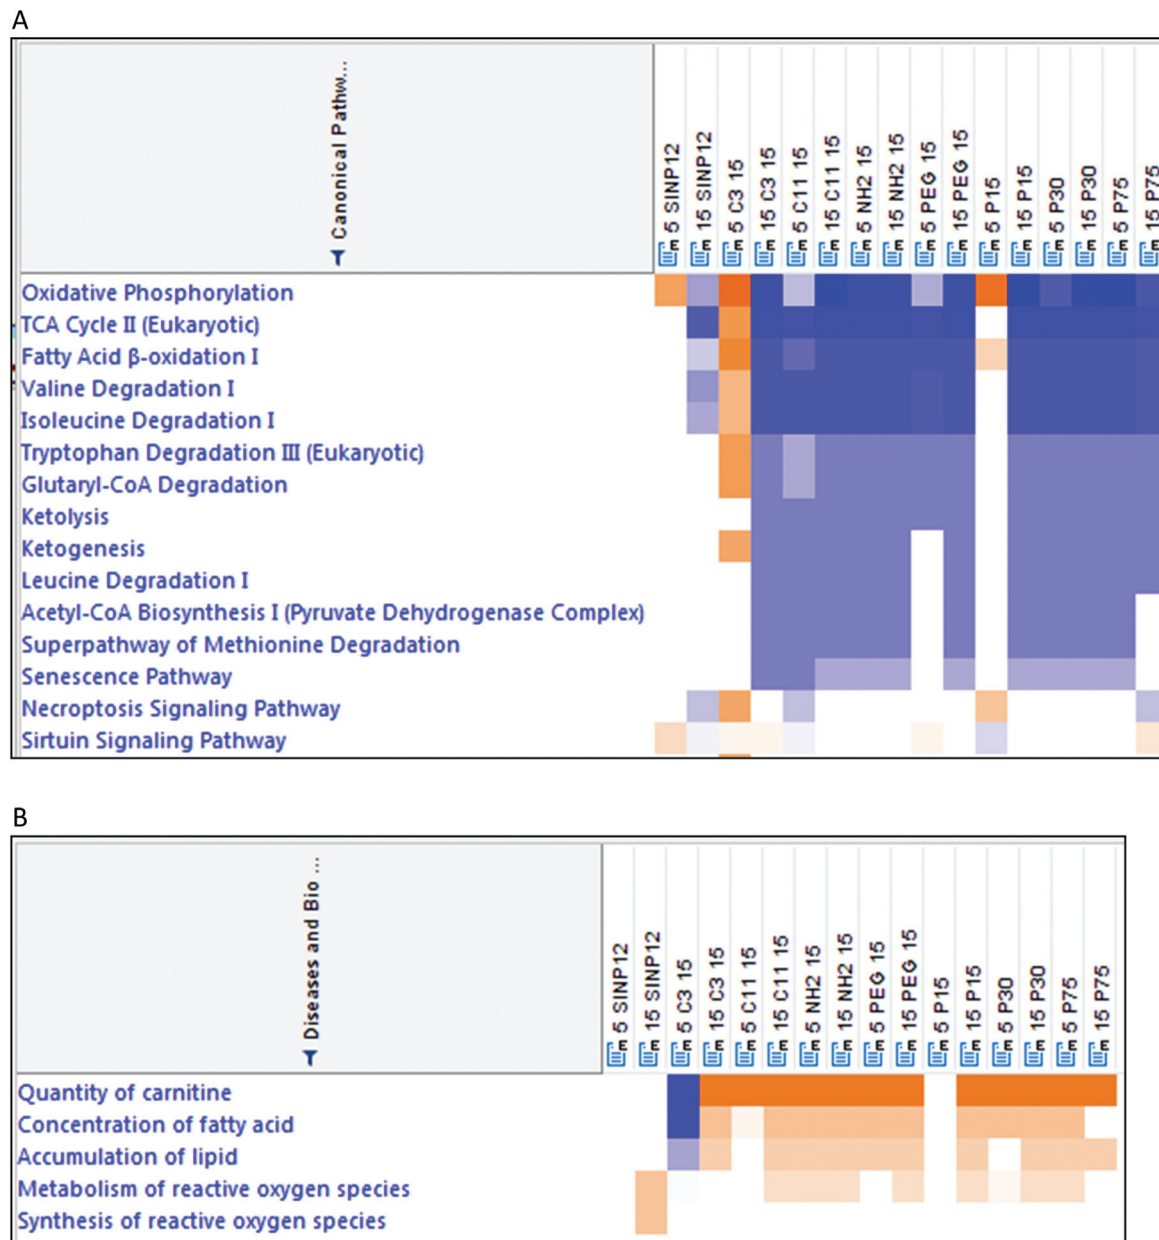 A
Canonical Pathw...
5 SINP12
15 SINP12
5 C3 15
15 C3 15
5 C11 15
15 C11 15
5 NH2 15
15 NH2 15
5 PEG 15
15 PEG 15
5 P15
15 P15
5 P30
15 P30
5 P75
15 P75
Oxidative Phosphorylation
TCA Cycle II (Eukaryotic)
Fatty Acid β-oxidation I
Valine Degradation I
Isoleucine Degradation I
Tryptophan Degradation III (Eukaryotic)
Glutaryl-CoA Degradation
Ketolysis
Ketogenesis
Leucine Degradation I
Acetyl-CoA Biosynthesis I (Pyruvate Dehydrogenase Complex)
Superpathway of Methionine Degradation
Senescence Pathway
Necroptosis Signaling Pathway
Sirtuin Signaling Pathway
B
Diseases and Bio ...
5 SINP12
15 SINP12
5 C3 15
15 C3 15
5 C11 15
15 C11 15
5 NH2 15
15 NH2 15
5 PEG 15
15 PEG 15
5 P15
15 P15
5 P30
15 P30
5 P75
15 P75
Quantity of carnitine
Concentration of fatty acid
Accumulation of lipid
Metabolism of reactive oxygen species
Synthesis of reactive oxygen species